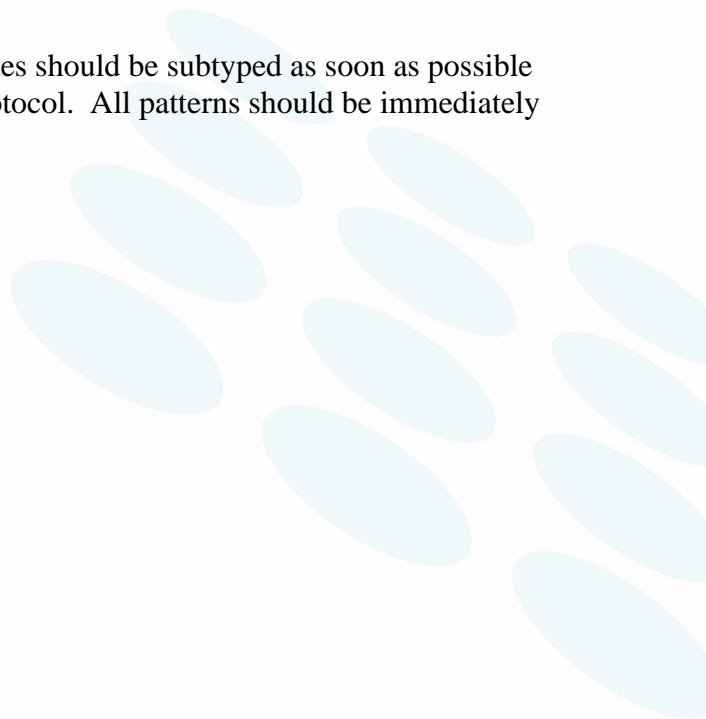 es should be subtyped as soon as possible
otocol.  All patterns should be immediately